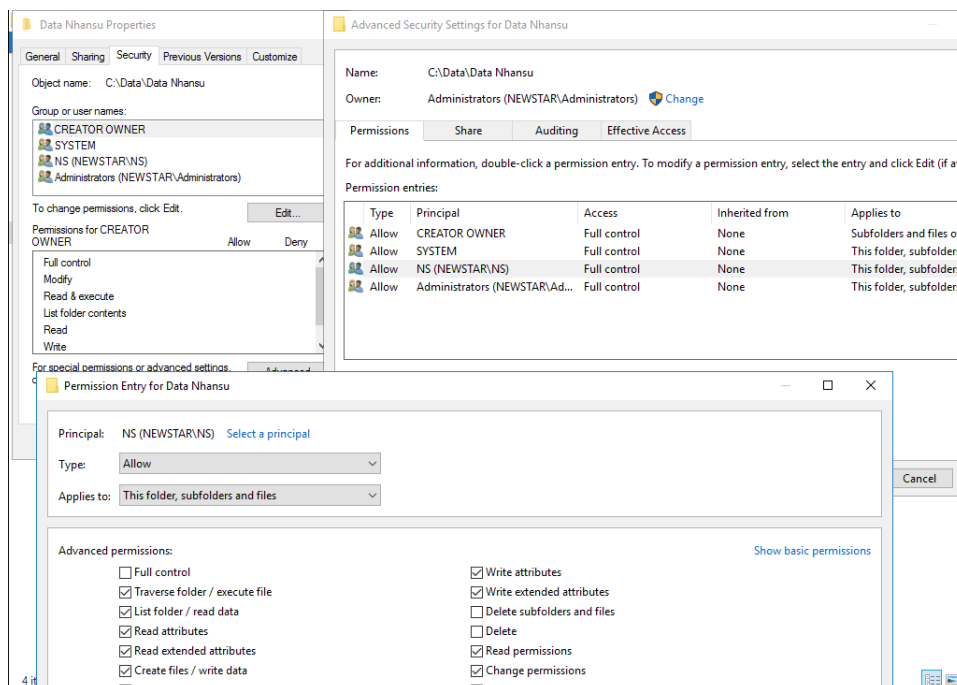 Data Nhansu Properties
General Sharing Security Previous Versions Customize
Object name: C:\Data\Data Nhansu
Group or user names:
CREATOR OWNER
SYSTEM
NS (NEWSTAR\NS)
Administrators (NEWSTAR\Administrators)
To change permissions, click Edit.
Edit...
Permissions for CREATOR
OWNER Allow Deny
Full control
Modify
Read & execute
List folder contents
Read
Write
For special permissions or advanced settings,
Advanced
Advanced Security Settings for Data Nhansu
Name: C:\Data\Data Nhansu
Owner: Administrators (NEWSTAR\Administrators) Change
Permissions Share Auditing Effective Access
For additional information, double-click a permission entry. To modify a permission entry, select the entry and click Edit (if a
Permission entries:
Type Principal Access Inherited from Applies to
Allow CREATOR OWNER Full control None Subfolders and files o
Allow SYSTEM Full control None This folder, subfolders
Allow NS (NEWSTAR\NS) Full control None This folder, subfolders
Allow Administrators (NEWSTAR\Ad... Full control None This folder, subfolders
Cancel
Permission Entry for Data Nhansu
Principal: NS (NEWSTAR\NS) Select a principal
Type: Allow
Applies to: This folder, subfolders and files
Advanced permissions: Show basic permissions
Full control
Traverse folder / execute file
List folder / read data
Read attributes
Read extended attributes
Create files / write data
Write attributes
Write extended attributes
Delete subfolders and files
Delete
Read permissions
Change permissions
4 it